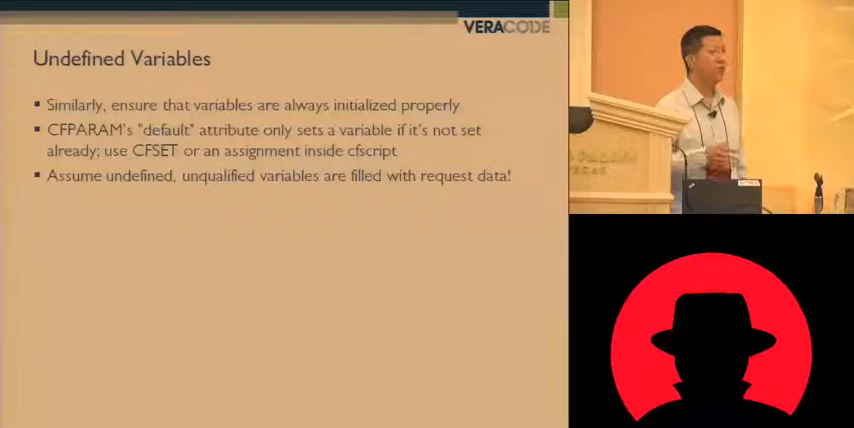 VERACODE
Undefined Variables
▪ Similarly, ensure that variables are always initialized properly
▪ CFPARAM's "default" attribute only sets a variable if it's not set
already; use CFSET or an assignment inside cfscript
▪ Assume undefined, unqualified variables are filled with request data!